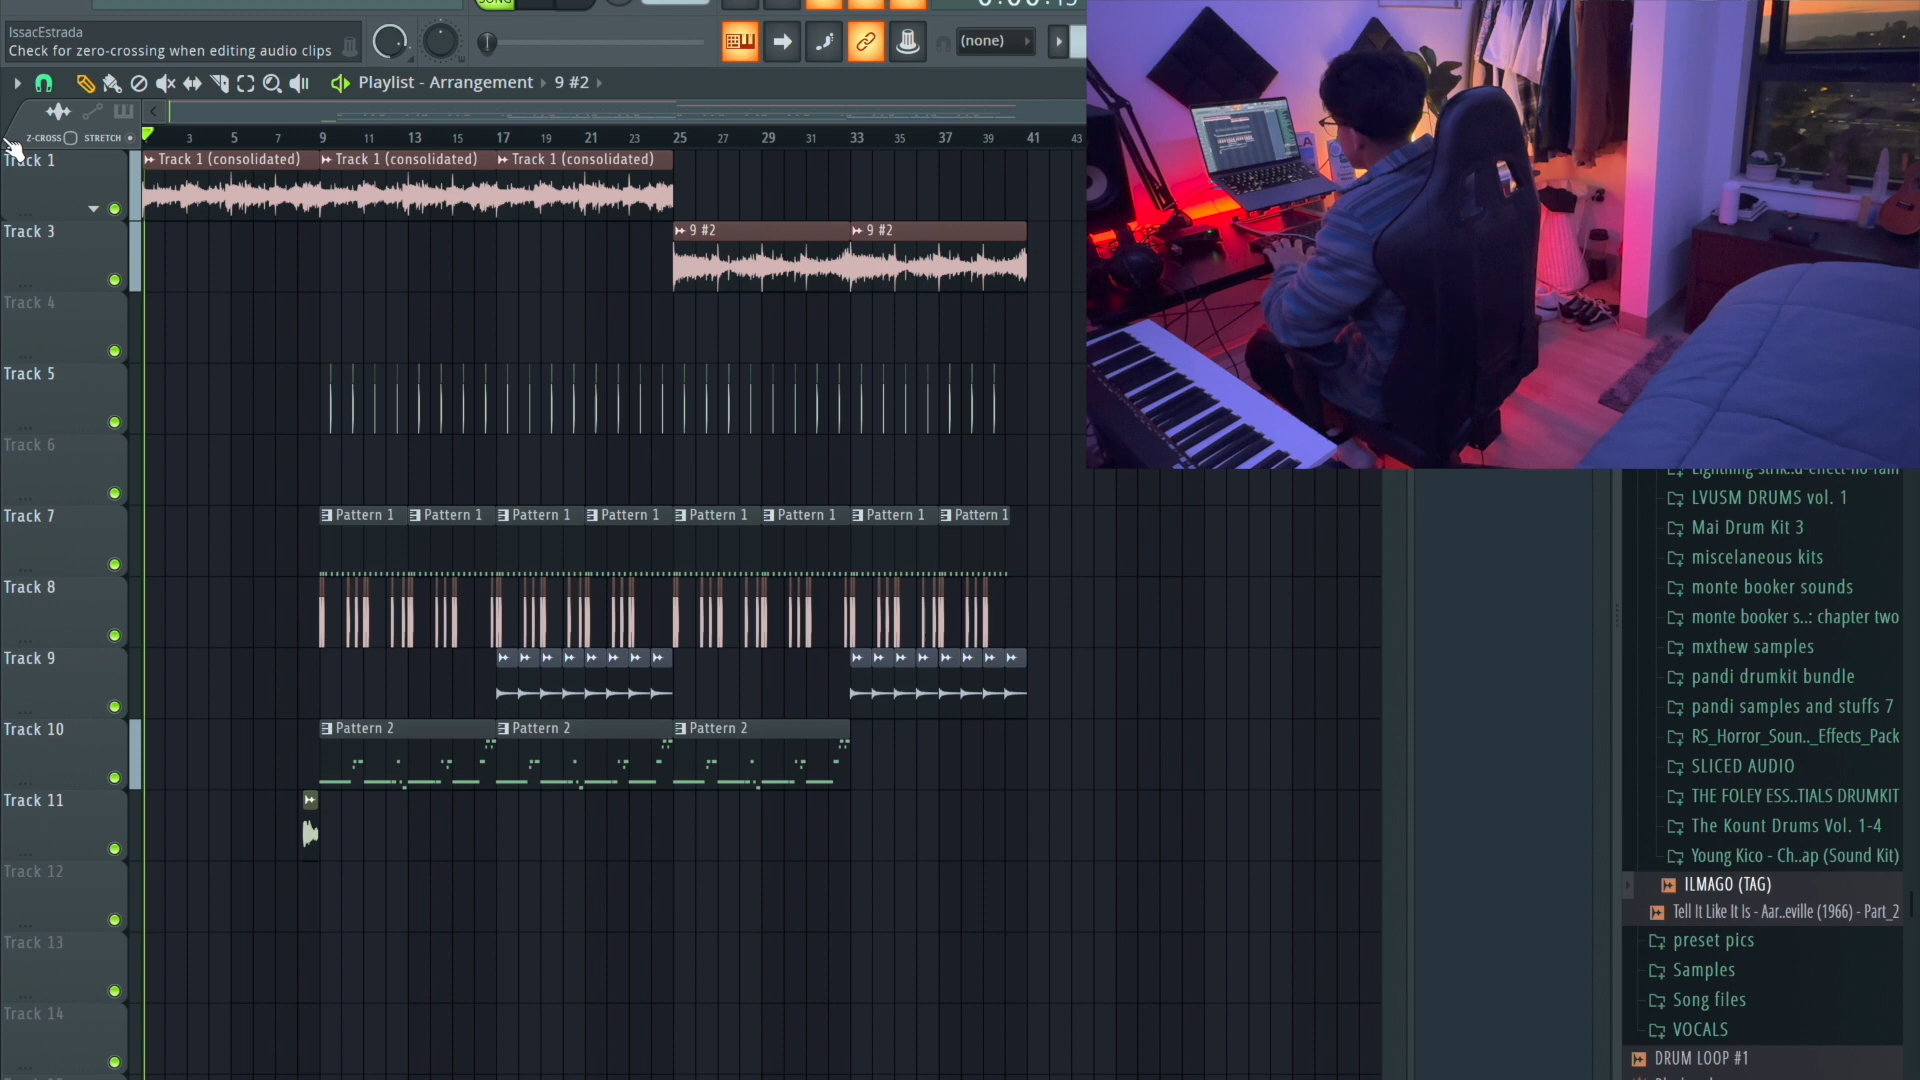 IssacEstrada
Check for zero-crossing when editing audio clips
SONG
(none)
Playlist - Arrangement ▸ 9 #2 ▸
Z-CROSS STRETCH
3 5 7 9 11 13 15 17 19 21 23 25 27 29 31 33 35 37 39 41 43
Track 1
Track 1 (consolidated) Track 1 (consolidated) Track 1 (consolidated)
Track 3
9 #2 9 #2
Track 4
Track 5
Track 6
Track 7
Pattern 1 Pattern 1 Pattern 1 Pattern 1 Pattern 1 Pattern 1 Pattern 1 Pattern 1
Track 8
Track 9
Track 10
Pattern 2 Pattern 2 Pattern 2
Track 11
Track 12
Track 13
Track 14
LVUSM DRUMS vol. 1
Mai Drum Kit 3
miscelaneous kits
monte booker sounds
monte booker s..: chapter two
mxthew samples
pandi drumkit bundle
pandi samples and stuffs 7
RS_Horror_Soun.._Effects_Pack
SLICED AUDIO
THE FOLEY ESS..TIALS DRUMKIT
The Kount Drums Vol. 1-4
Young Kico - Ch..ap (Sound Kit)
ILMAGO (TAG)
Tell It Like It Is - Aar..eville (1966) - Part_2
preset pics
Samples
Song files
VOCALS
DRUM LOOP #1